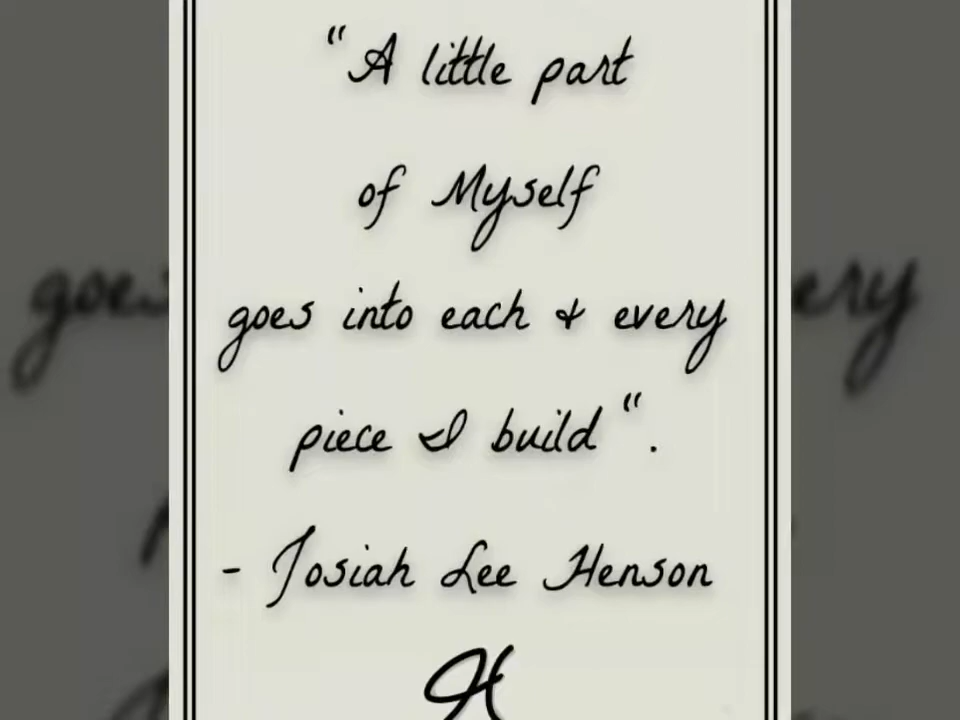 “A little part
of Myself
goes into each & every
piece I build“.
- Josiah Lee Henson
H